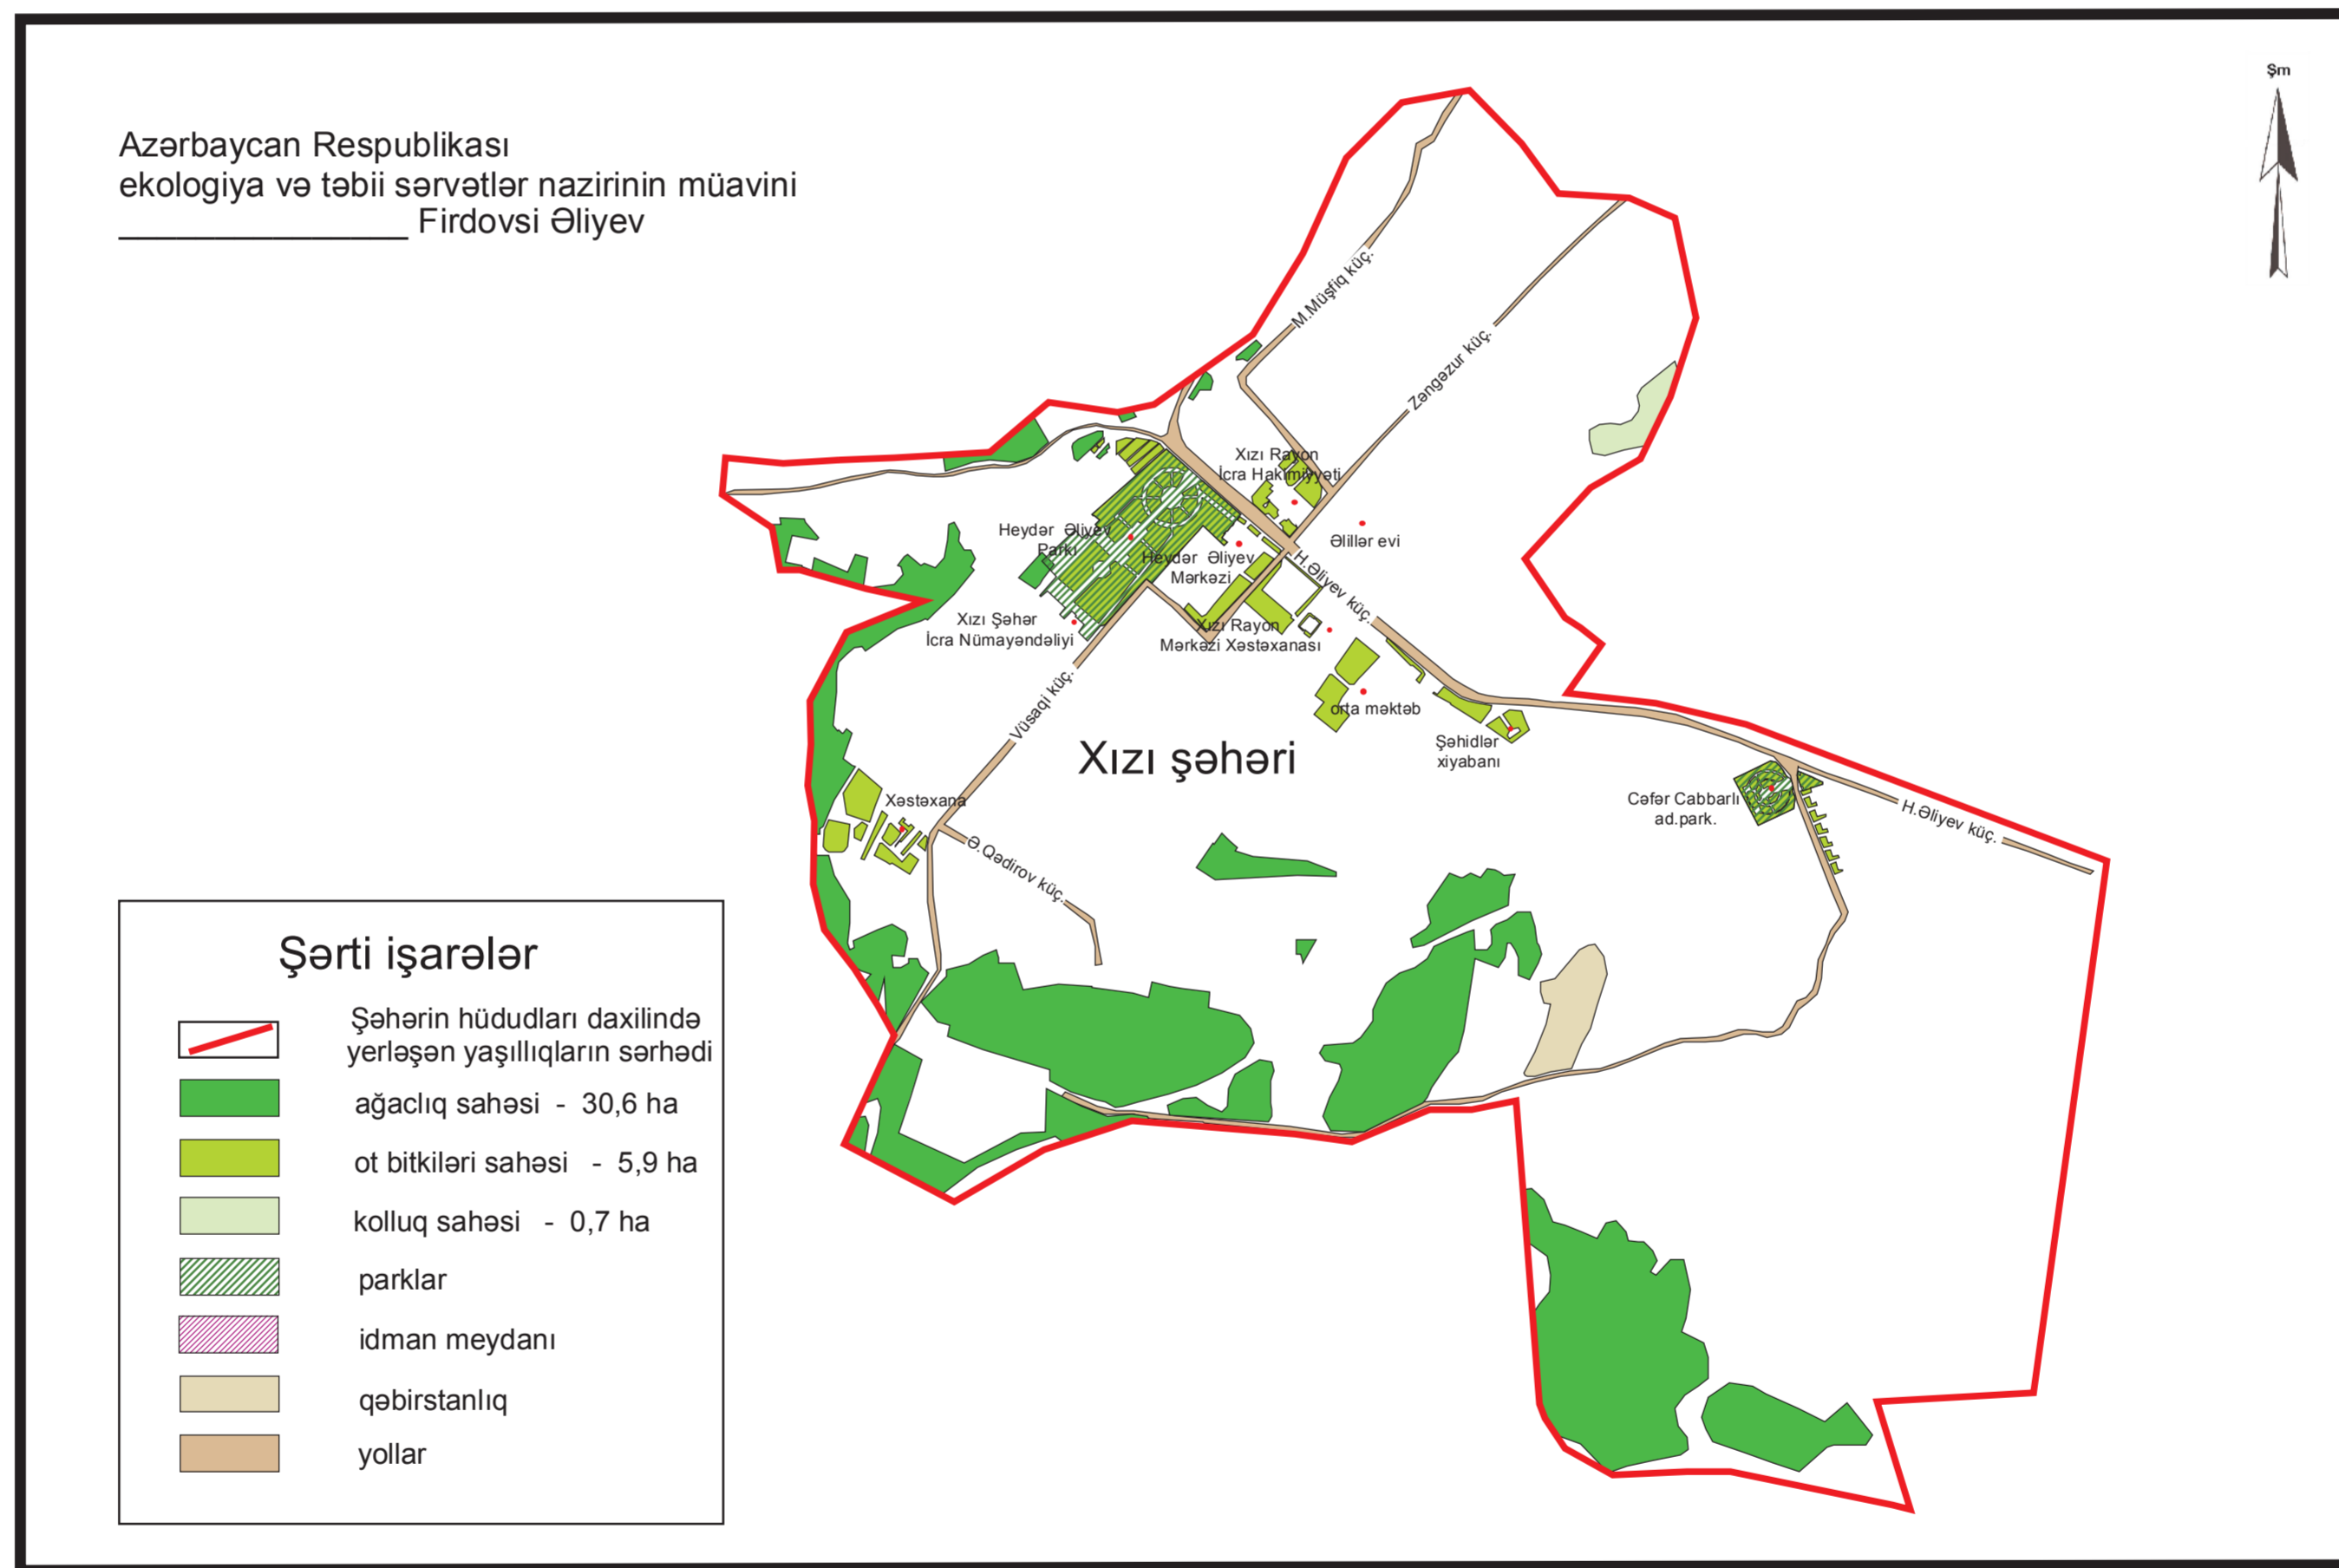 Azərbaycan Respublikası
ekologiya və təbii sərvətlər nazirinin müavini
_______________ Firdovsi Əliyev
Şm
M.Müşfiq küç.
Zəngəzur küç.
Xızı Rayon
İcra Hakimiyyəti
Heydər Əliyev
Parkı
Əlillər evi
Heydər Əliyev
Mərkəzi
H.Əliyev küç.
Xızı Şəhər
İcra Nümayəndəliyi
Xızı Rayon
Mərkəzi Xəstəxanası
Vüsaqi küç.
orta məktəb
Şəhidlər
xiyabanı
Xızı şəhəri
Xəstəxana
Cəfər Cabbarlı
ad.park.
H.Əliyev küç.
Ə.Qədirov küç.
Şərti işarələr
Şəhərin hüdudları daxilində
yerləşən yaşıllıqların sərhədi
ağaclıq sahəsi - 30,6 ha
ot bitkiləri sahəsi - 5,9 ha
kolluq sahəsi - 0,7 ha
parklar
idman meydanı
qəbirstanlıq
yollar